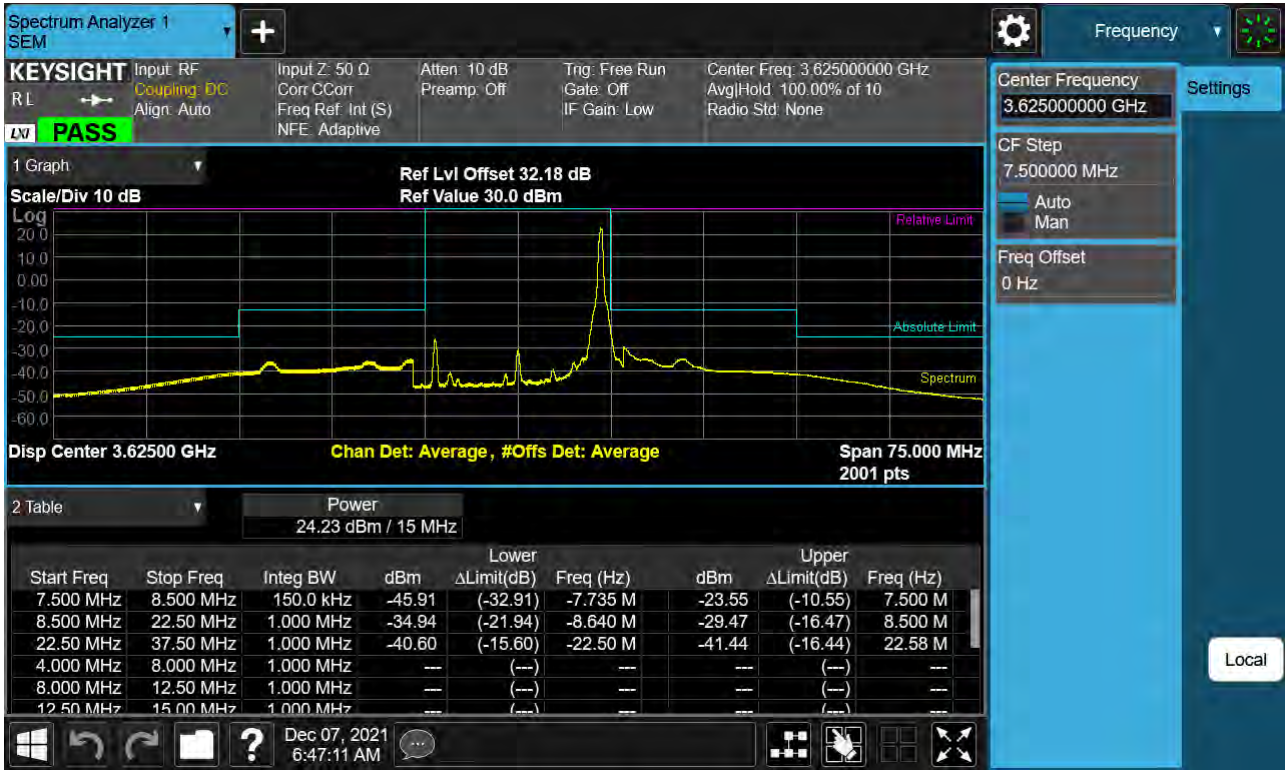 Spectrum Analyzer 1
SEM
+
Frequency
KEYSIGHT
RL
LXI
PASS
Input: RF
Coupling: DC
Align: Auto
Input Z: 50 Ω
Corr CCorr
Freq Ref: Int (S)
NFE: Adaptive
Atten: 10 dB
Preamp: Off
Trig: Free Run
Gate: Off
IF Gain: Low
Center Freq: 3.625000000 GHz
Avg|Hold: 100.00% of 10
Radio Std: None
Center Frequency
3.625000000 GHz
Settings
CF Step
7.500000 MHz
Auto
Man
Freq Offset
0 Hz
Local
1 Graph
Scale/Div 10 dB
Ref Lvl Offset 32.18 dB
Ref Value 30.0 dBm
Log
20.0
10.0
0.00
-10.0
-20.0
-30.0
-40.0
-50.0
-60.0
Relative Limit
Absolute Limit
Spectrum
Disp Center 3.62500 GHz
Chan Det: Average, #Offs Det: Average
Span 75.000 MHz
2001 pts
2 Table
Power
24.23 dBm / 15 MHz
Lower Upper
Start Freq Stop Freq Integ BW dBm ΔLimit(dB) Freq (Hz) dBm ΔLimit(dB) Freq (Hz)
7.500 MHz 8.500 MHz 150.0 kHz -45.91 (-32.91) -7.735 M -23.55 (-10.55) 7.500 M
8.500 MHz 22.50 MHz 1.000 MHz -34.94 (-21.94) -8.640 M -29.47 (-16.47) 8.500 M
22.50 MHz 37.50 MHz 1.000 MHz -40.60 (-15.60) -22.50 M -41.44 (-16.44) 22.58 M
4.000 MHz 8.000 MHz 1.000 MHz --- (---) --- --- (---) ---
8.000 MHz 12.50 MHz 1.000 MHz --- (---) --- --- (---) ---
12.50 MHz 15.00 MHz 1.000 MHz --- (---) --- --- (---) ---
?
Dec 07, 2021
6:47:11 AM